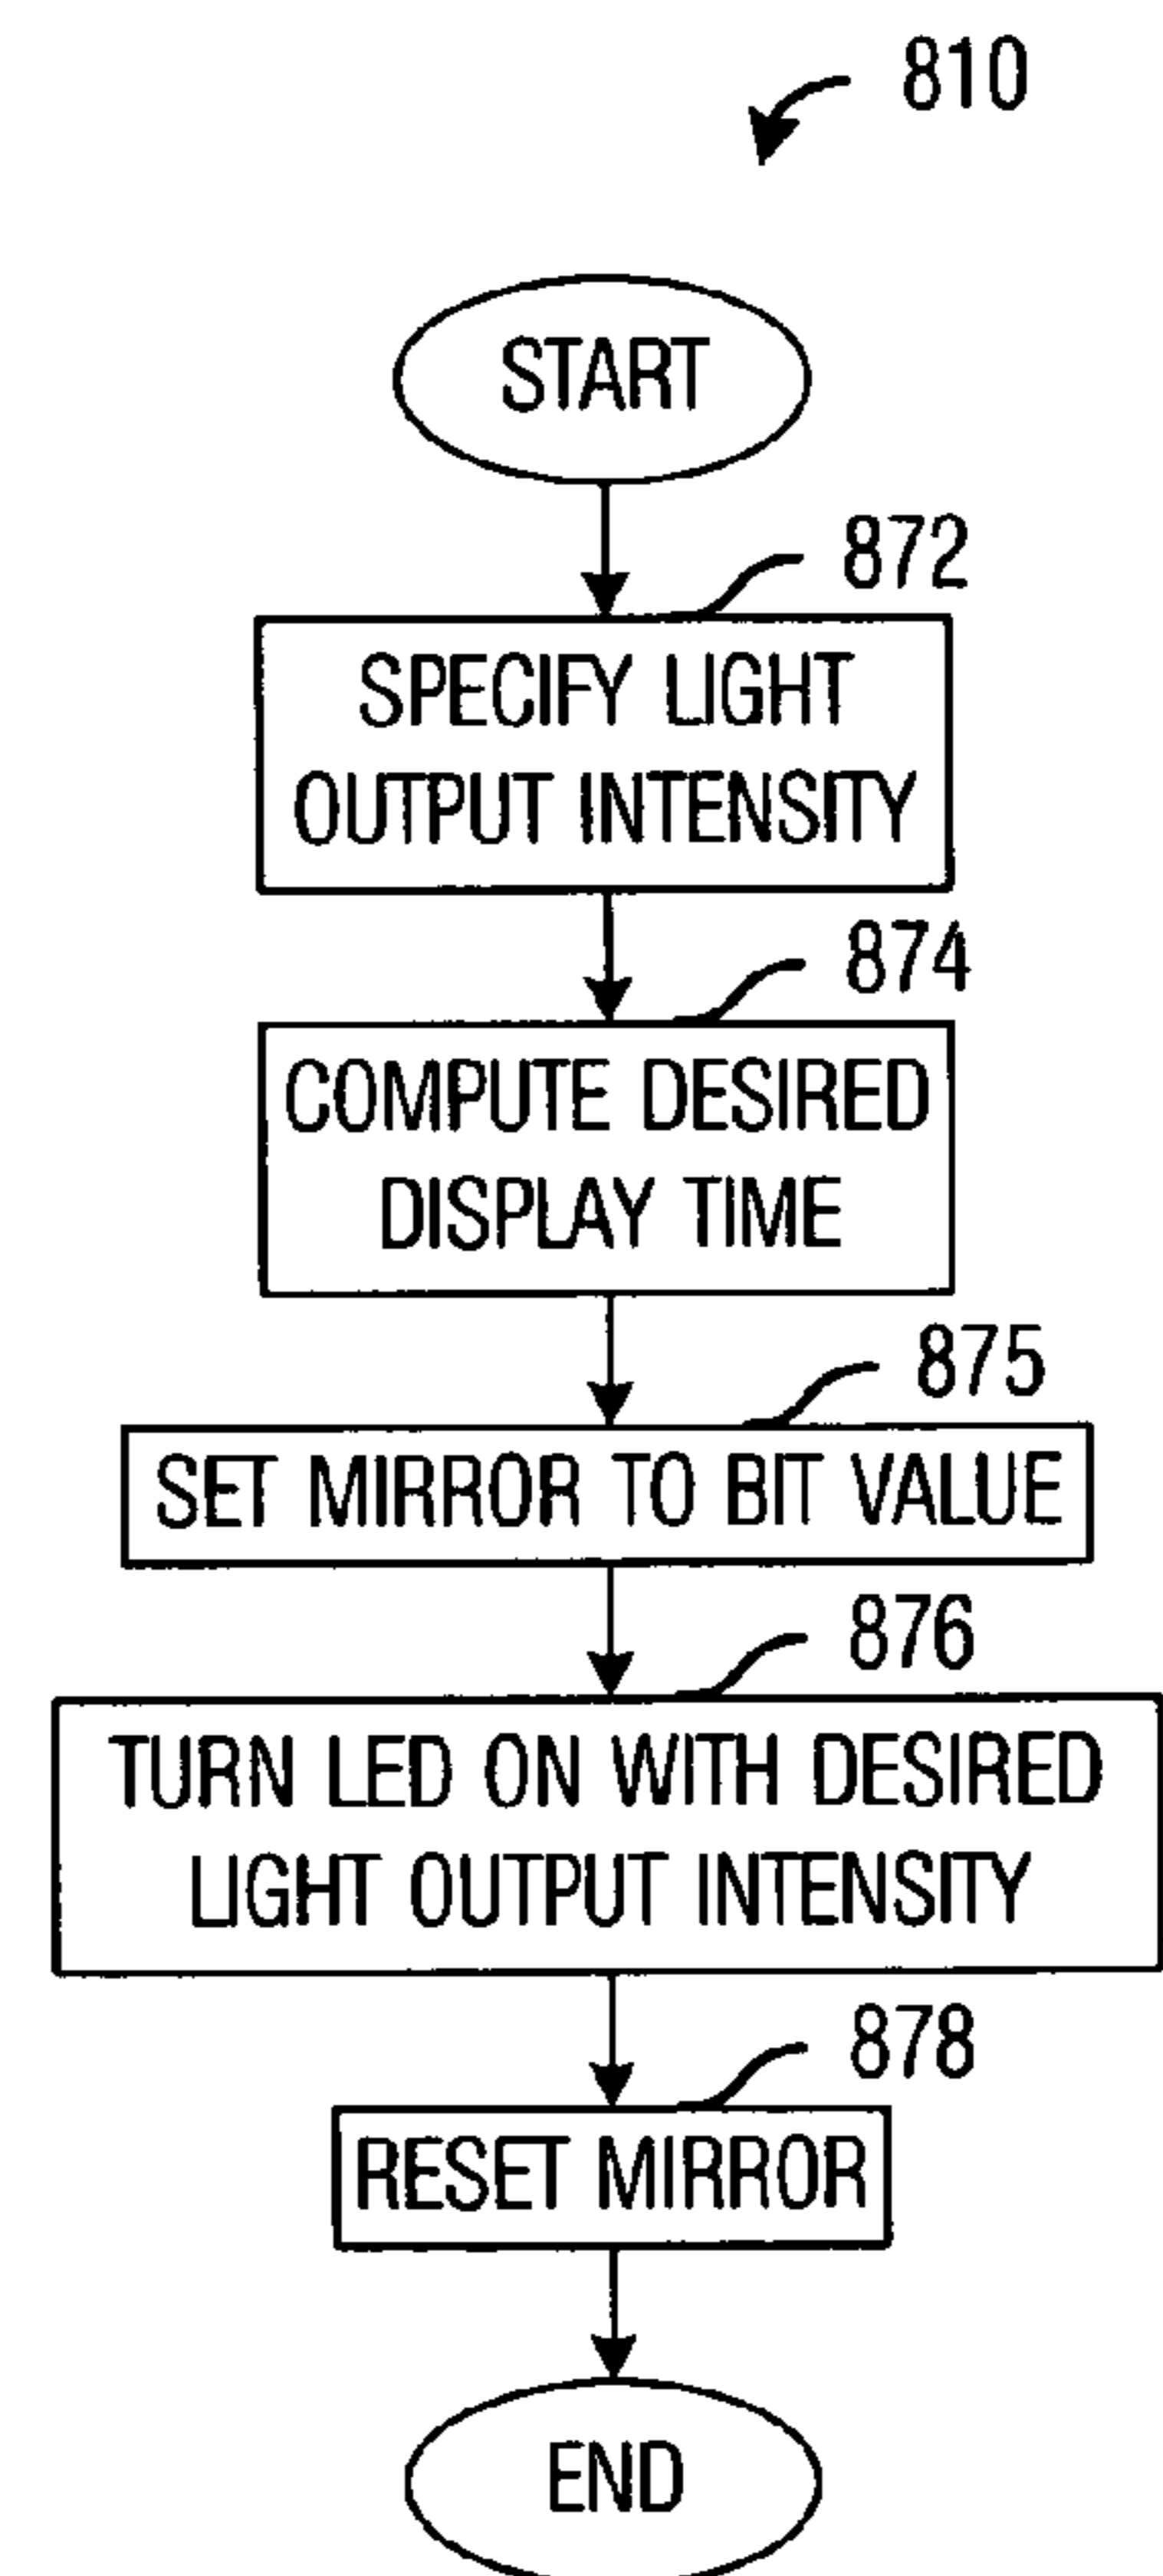 810
START
872
SPECIFY LIGHT
OUTPUT INTENSITY
874
COMPUTE DESIRED
DISPLAY TIME
875
SET MIRROR TO BIT VALUE
876
TURN LED ON WITH DESIRED
LIGHT OUTPUT INTENSITY
878
RESET MIRROR
END